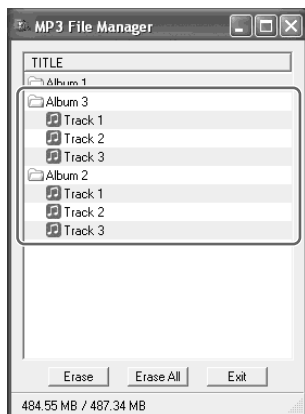 MP3 File Manager
TITLE
Album 1
Album 3
Track 1
Track 2
Track 3
Album 2
Track 1
Track 2
Track 3
Erase Erase All Exit
484.55 MB / 487.34 MB